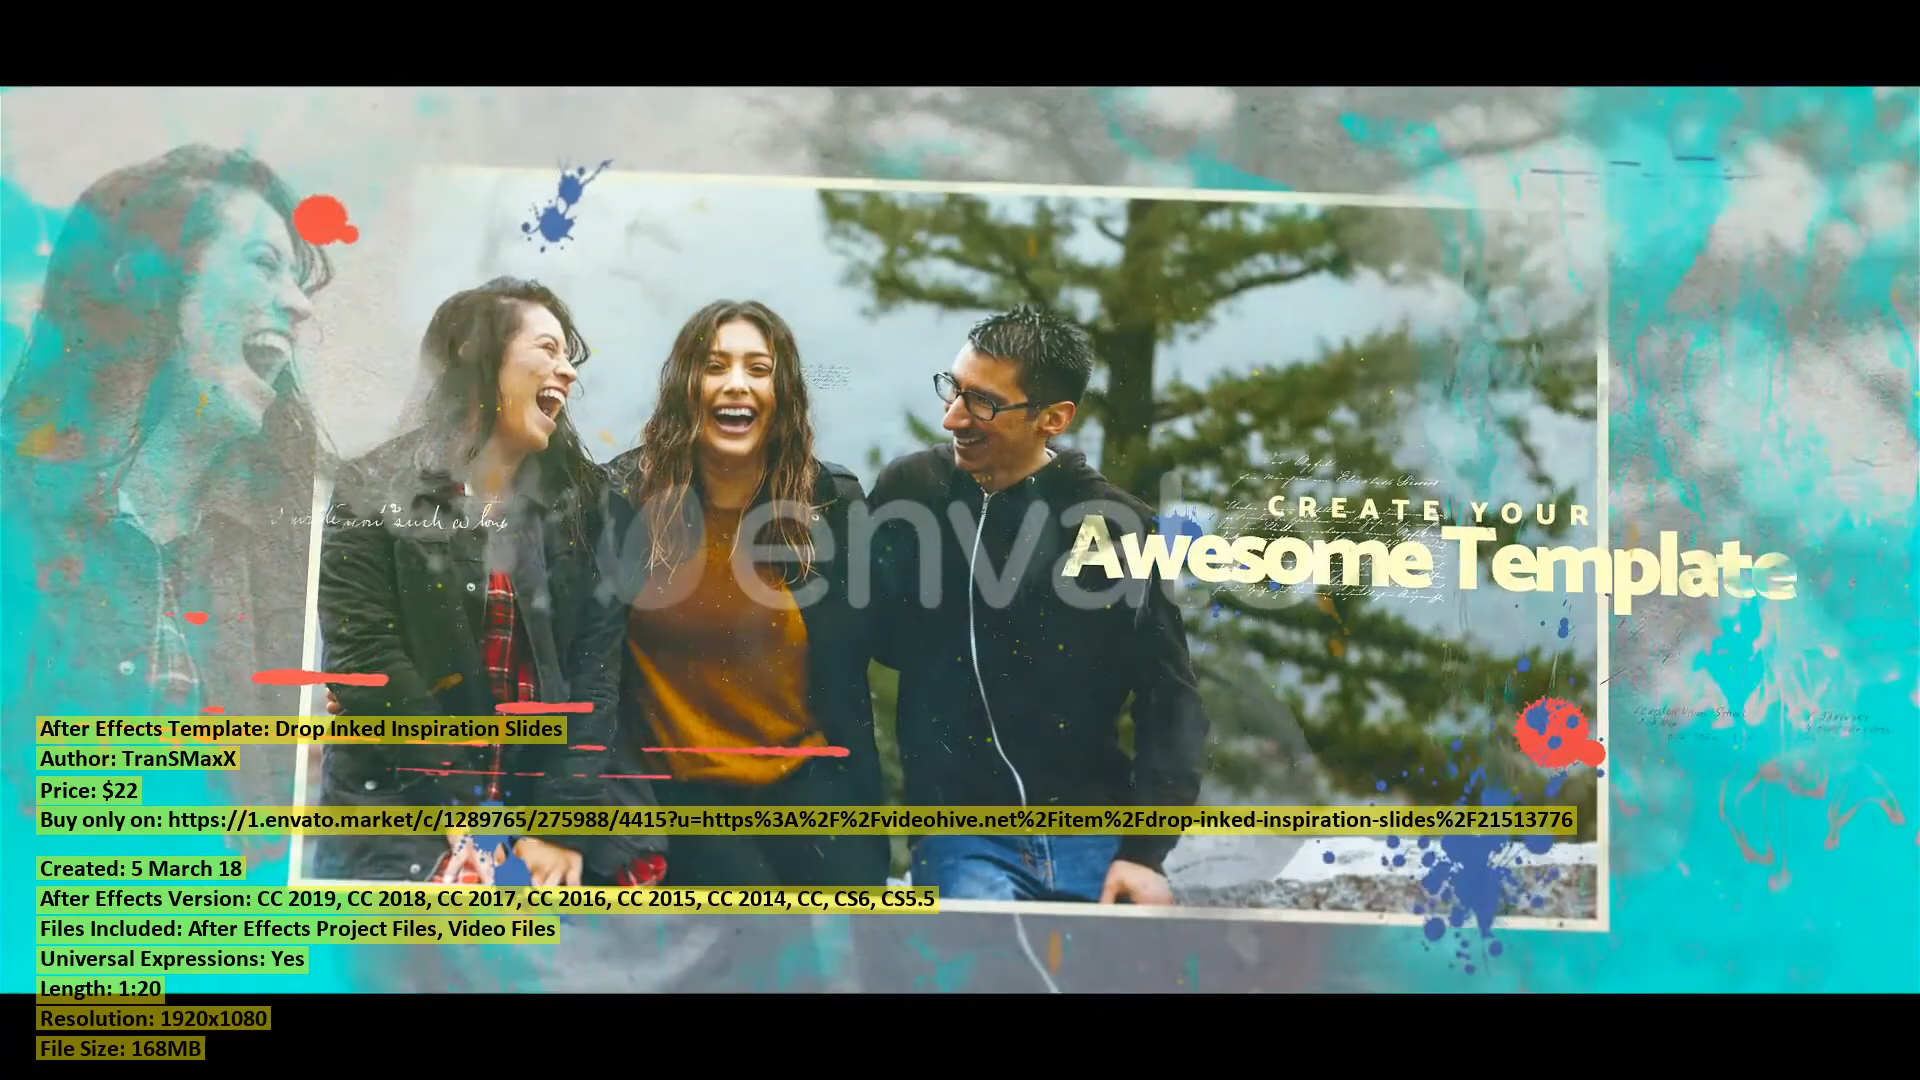 I write you such a long
CREATE YOUR
Awesome Template
envato
After Effects Template: Drop Inked Inspiration Slides
Author: TranSMaxX
Price: $22
Buy only on: https://1.envato.market/c/1289765/275988/4415?u=https%3A%2F%2Fvideohive.net%2Fitem%2Fdrop-inked-inspiration-slides%2F21513776
Created: 5 March 18
After Effects Version: CC 2019, CC 2018, CC 2017, CC 2016, CC 2015, CC 2014, CC, CS6, CS5.5
Files Included: After Effects Project Files, Video Files
Universal Expressions: Yes
Length: 1:20
Resolution: 1920x1080
File Size: 168MB